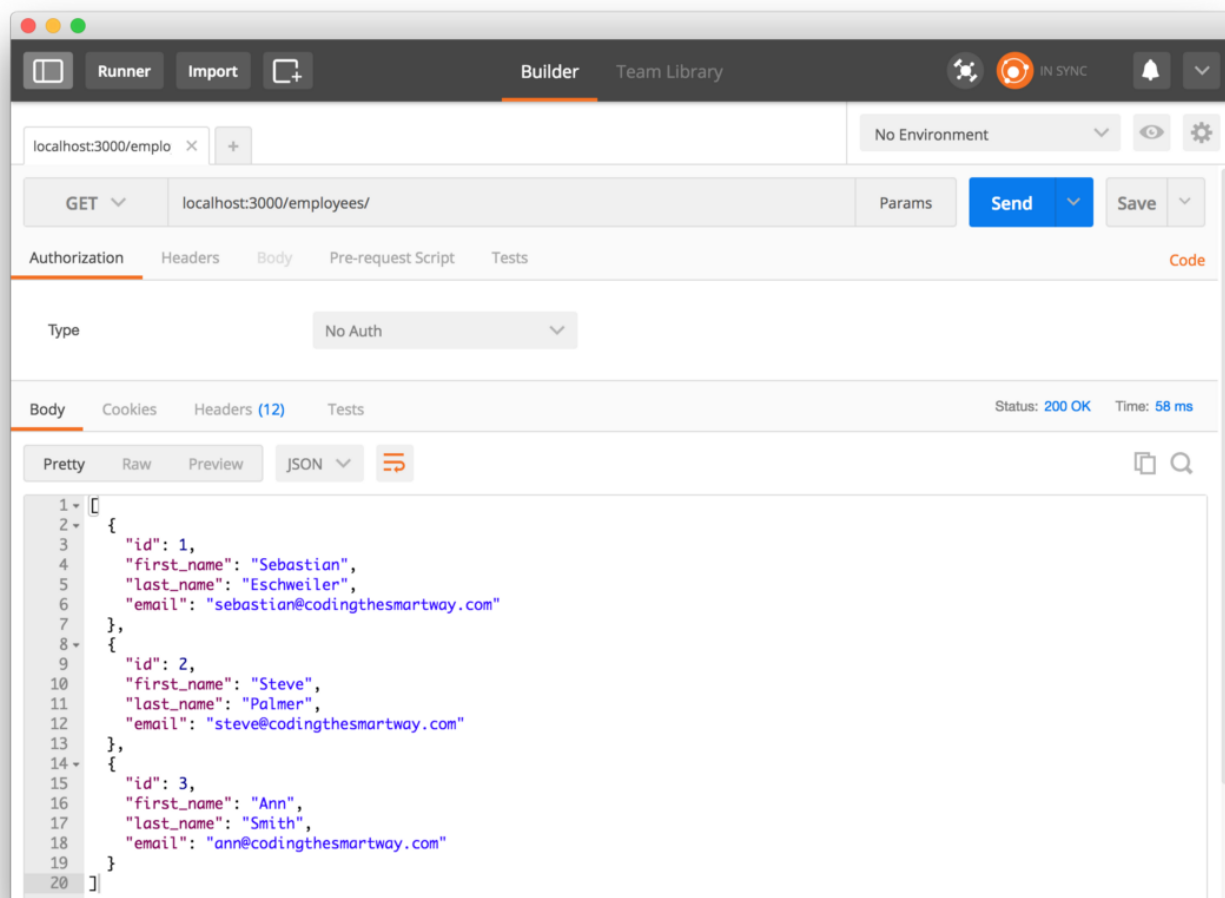 Runner Import Builder Team Library IN SYNC
localhost:3000/emplo × + No Environment
GET localhost:3000/employees/ Params Send Save
Authorization Headers Body Pre-request Script Tests Code
Type No Auth
Body Cookies Headers (12) Tests Status: 200 OK Time: 58 ms
Pretty Raw Preview JSON
1 [
2 {
3 "id": 1,
4 "first_name": "Sebastian",
5 "last_name": "Eschweiler",
6 "email": "sebastian@codingthesmartway.com"
7 },
8 {
9 "id": 2,
10 "first_name": "Steve",
11 "last_name": "Palmer",
12 "email": "steve@codingthesmartway.com"
13 },
14 {
15 "id": 3,
16 "first_name": "Ann",
17 "last_name": "Smith",
18 "email": "ann@codingthesmartway.com"
19 }
20 ]